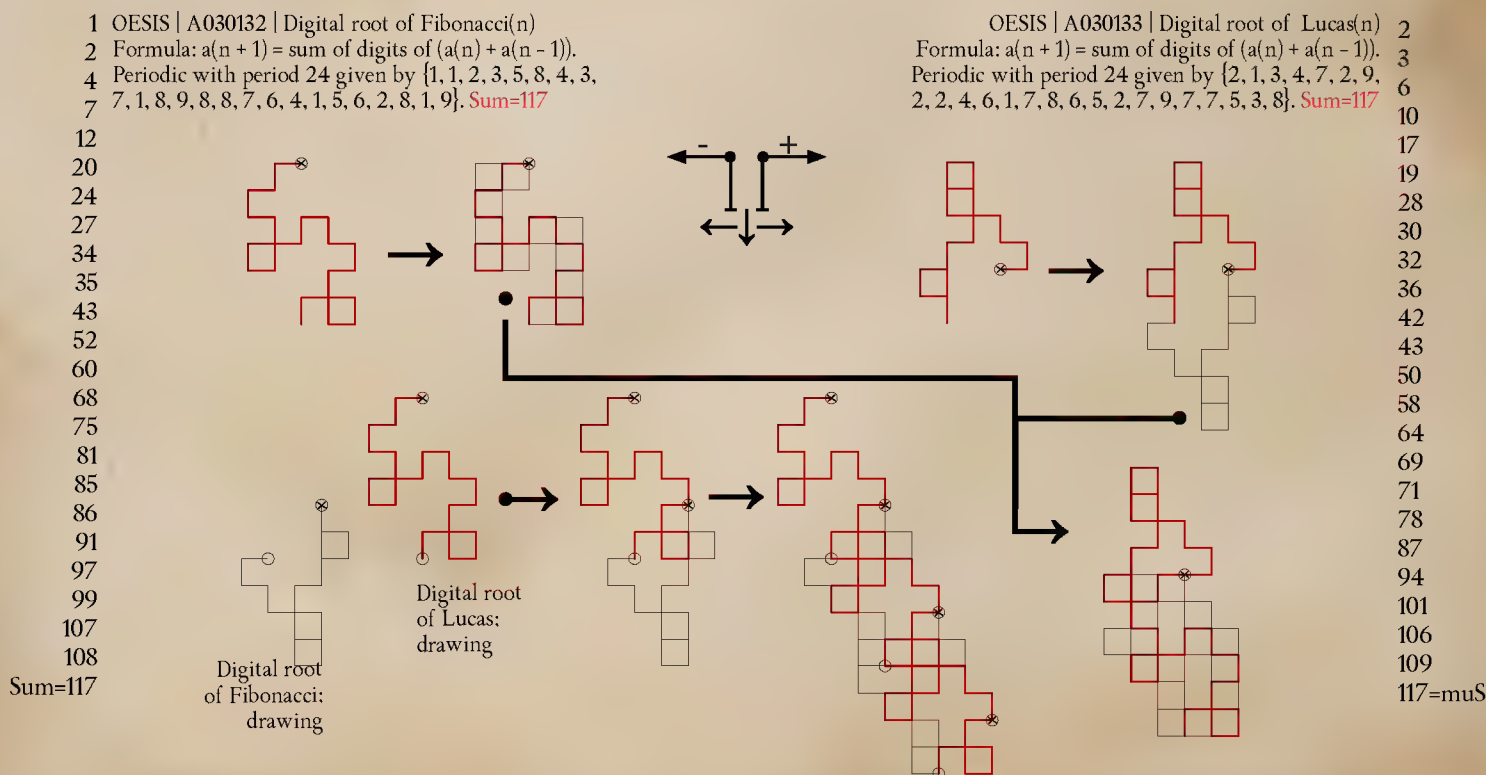 1
2
4
7
12
20
24
27
34
35
43
52
60
68
75
81
85
86
91
97
99
107
108
Sum=117
OESIS | A030132 | Digital root of Fibonacci(n)
Formula: a(n + 1) = sum of digits of (a(n) + a(n - 1)).
Periodic with period 24 given by {1, 1, 2, 3, 5, 8, 4, 3,
7, 1, 8, 9, 8, 8, 7, 6, 4, 1, 5, 6, 2, 8, 1, 9}. Sum=117
OESIS | A030133 | Digital root of Lucas(n)
Formula: a(n + 1) = sum of digits of (a(n) + a(n - 1)).
Periodic with period 24 given by {2, 1, 3, 4, 7, 2, 9,
2, 2, 4, 6, 1, 7, 8, 6, 5, 2, 7, 9, 7, 7, 5, 3, 8}. Sum=117
2
3
6
10
17
19
28
30
32
36
42
43
50
58
64
69
71
78
87
94
101
106
109
117=muS
- +
Digital root
of Lucas:
drawing
Digital root
of Fibonacci:
drawing